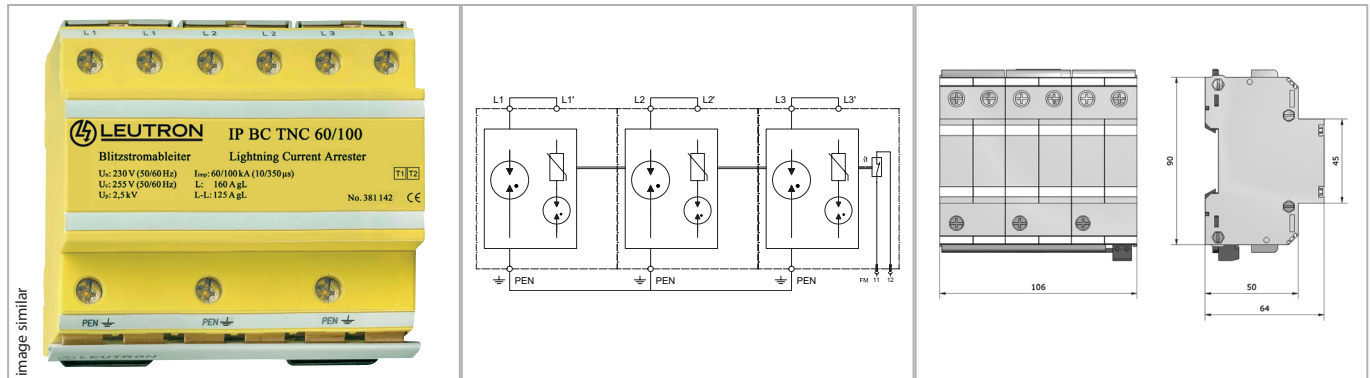 L1 L1 L2 L2 L3 L3
LEUTRON
IP BC TNC 60/100
Blitzstromableiter
Lightning Current Arrester
Uₙ: 230 V (50/60 Hz)
Iimp: 60/100 kA (10/350 µs)
T1 T2
U꜀: 255 V (50/60 Hz)
L: 160 A gL
Uₚ: 2,5 kV
L-L: 125 A gL
No. 381 142 CE
PEN PEN PEN
LEUTRON
image similar
L1 L1' L2 L2' L3 L3'
ϑ
PEN PEN PEN
FM 11 12
90
45
106
50
64